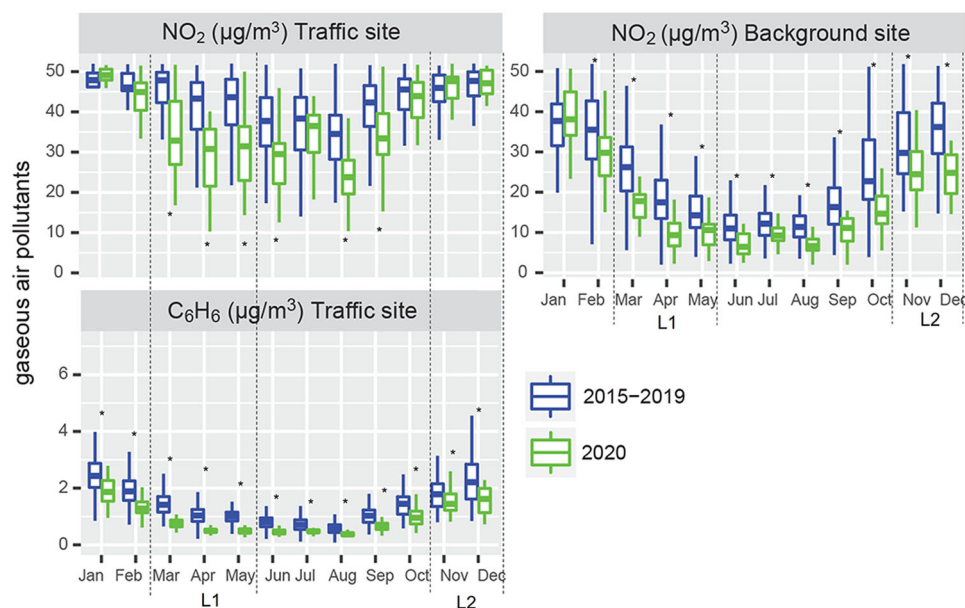 NO₂ (µg/m³) Traffic site
NO₂ (µg/m³) Background site
gaseous air pollutants
50
40
30
20
10
0
* * * * * *
50
40
30
20
10
0
* * * * * * * * * * *
Jan Feb Mar Apr May Jun Jul Aug Sep Oct Nov Dec
L1 L2
C₆H₆ (µg/m³) Traffic site
6
4
2
0
* * * * * * * * * * * *
Jan Feb Mar Apr May Jun Jul Aug Sep Oct Nov Dec
L1 L2
2015−2019
2020